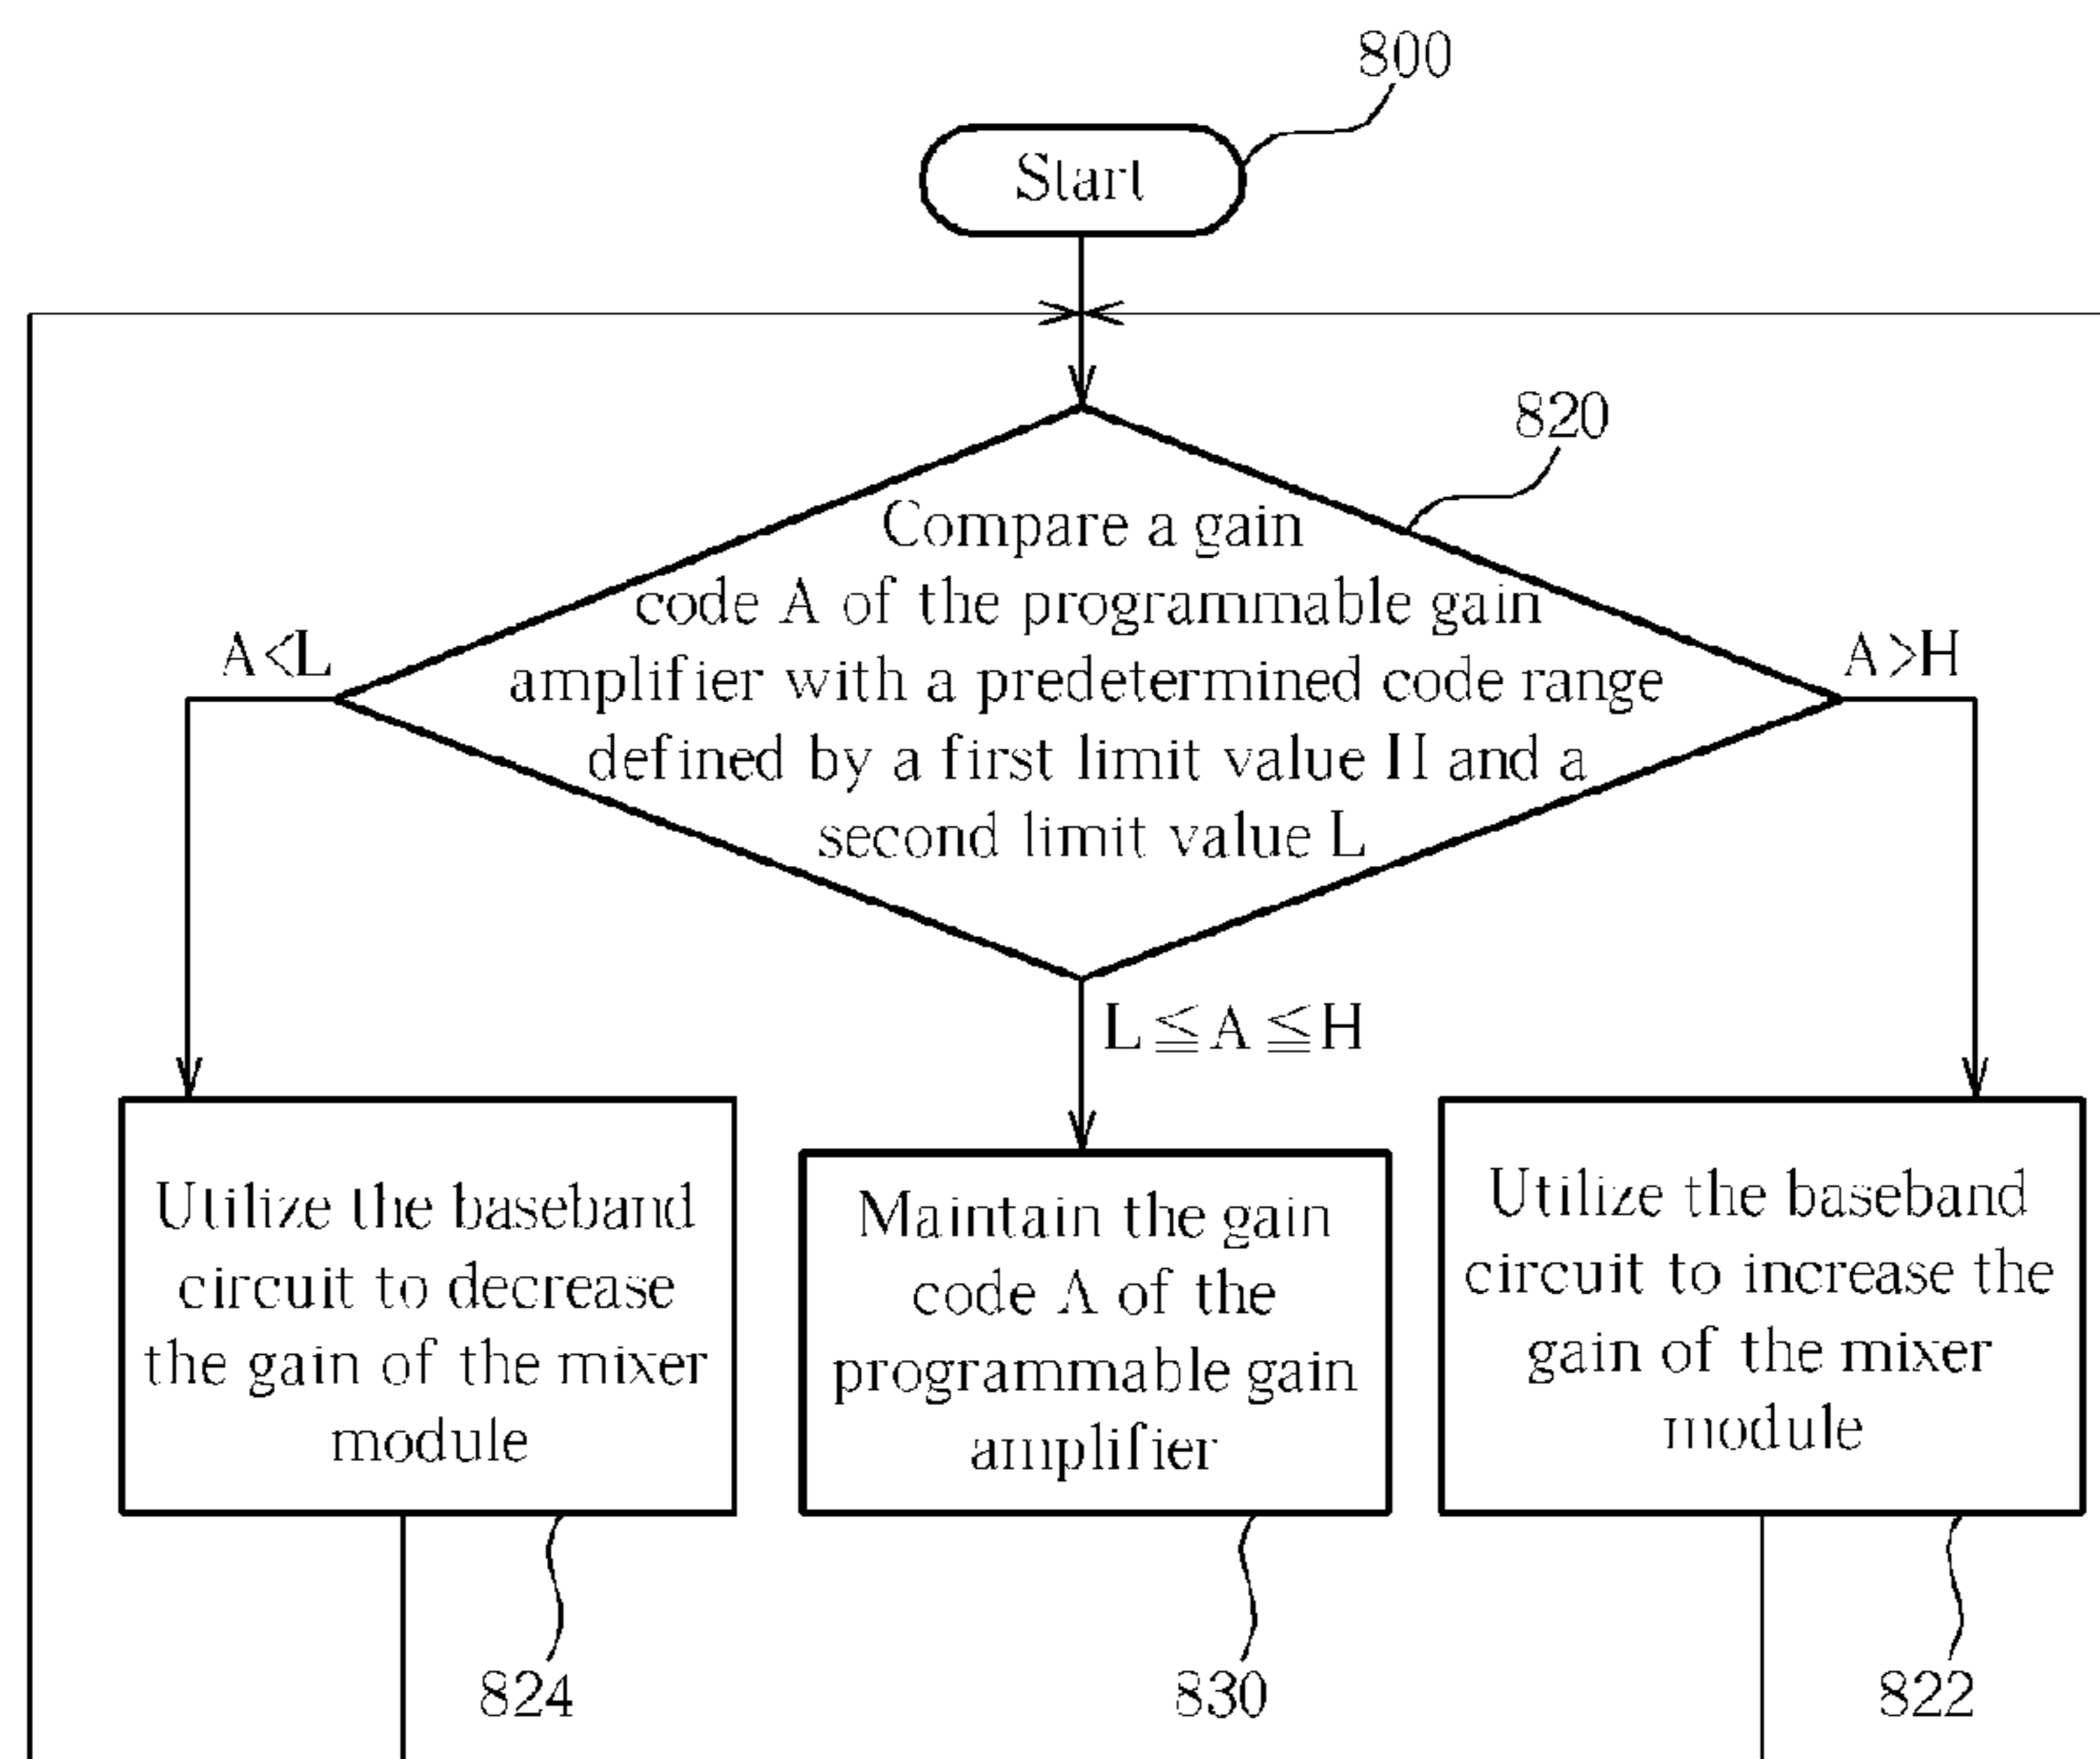 800
Start
820
Compare a gain
code A of the programmable gain
amplifier with a predetermined code range
defined by a first limit value H and a
second limit value L
A<L
A>H
L≦A≦H
Utilize the baseband
circuit to decrease
the gain of the mixer
module
Maintain the gain
code A of the
programmable gain
amplifier
Utilize the baseband
circuit to increase the
gain of the mixer
module
824
830
822